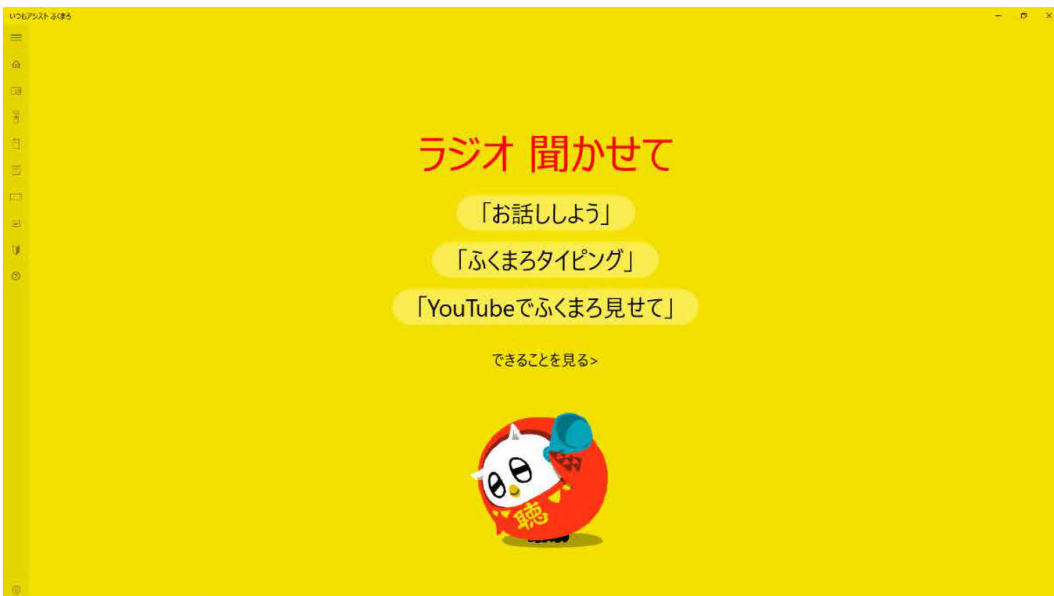 いつもアシスト ふくまろ
ラジオ 聞かせて
「お話ししよう」
「ふくまろタイピング」
「YouTubeでふくまろ見せて」
できることを見る>
聴